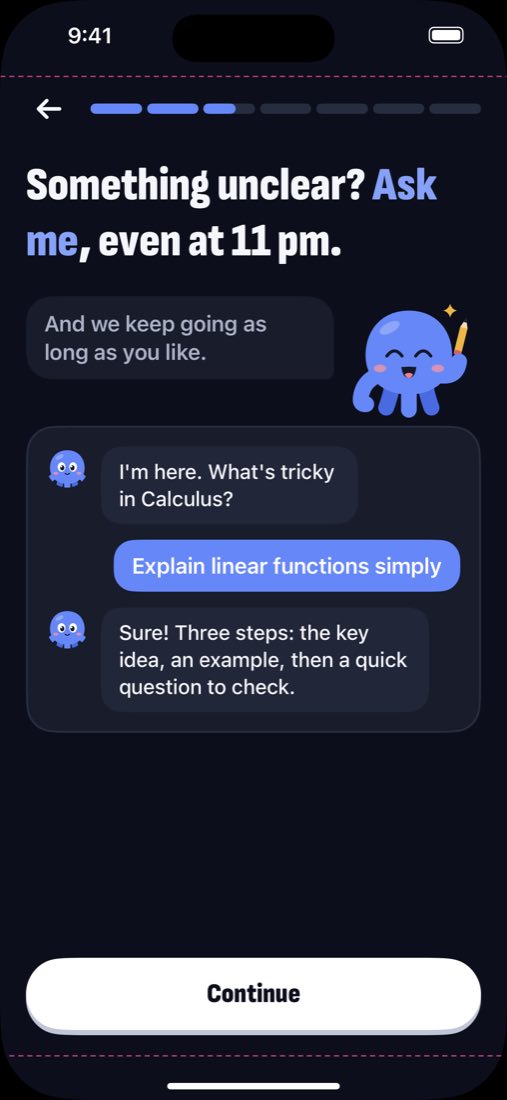 9:41
Something unclear? Ask
me, even at 11 pm.
And we keep going as
long as you like.
I'm here. What's tricky
in Calculus?
Explain linear functions simply
Sure! Three steps: the key
idea, an example, then a quick
question to check.
Continue